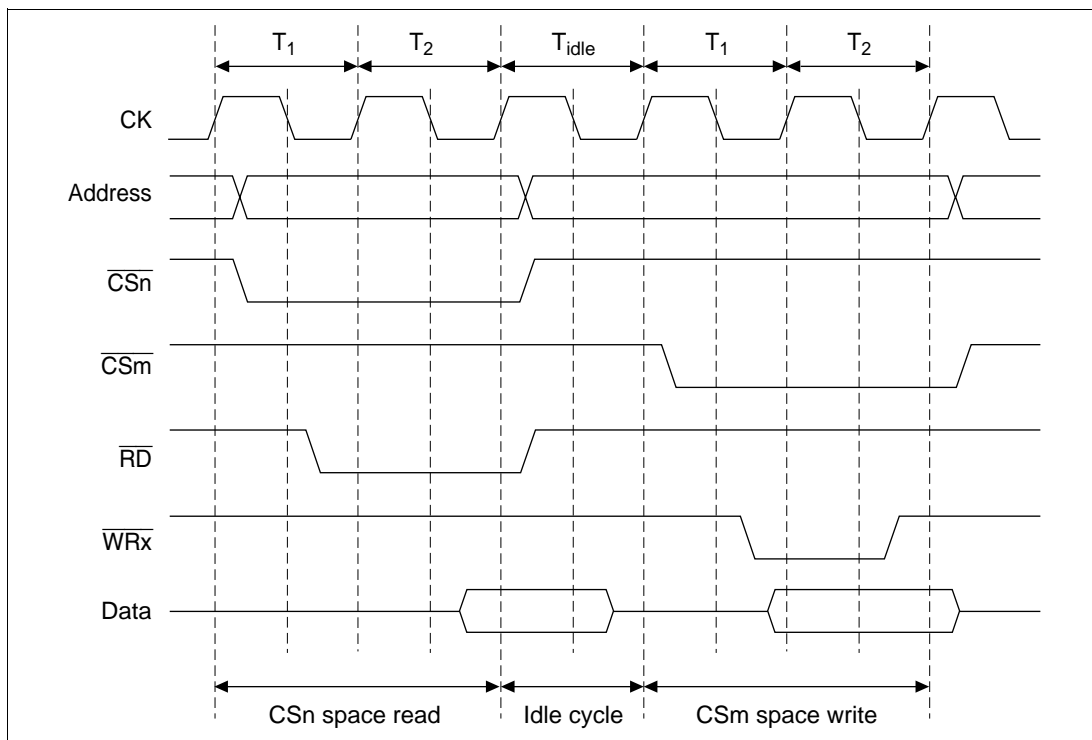 T1 T2 Tidle T1 T2
CK
Address
CSn
CSm
RD
WRx
Data
CSn space read Idle cycle CSm space write